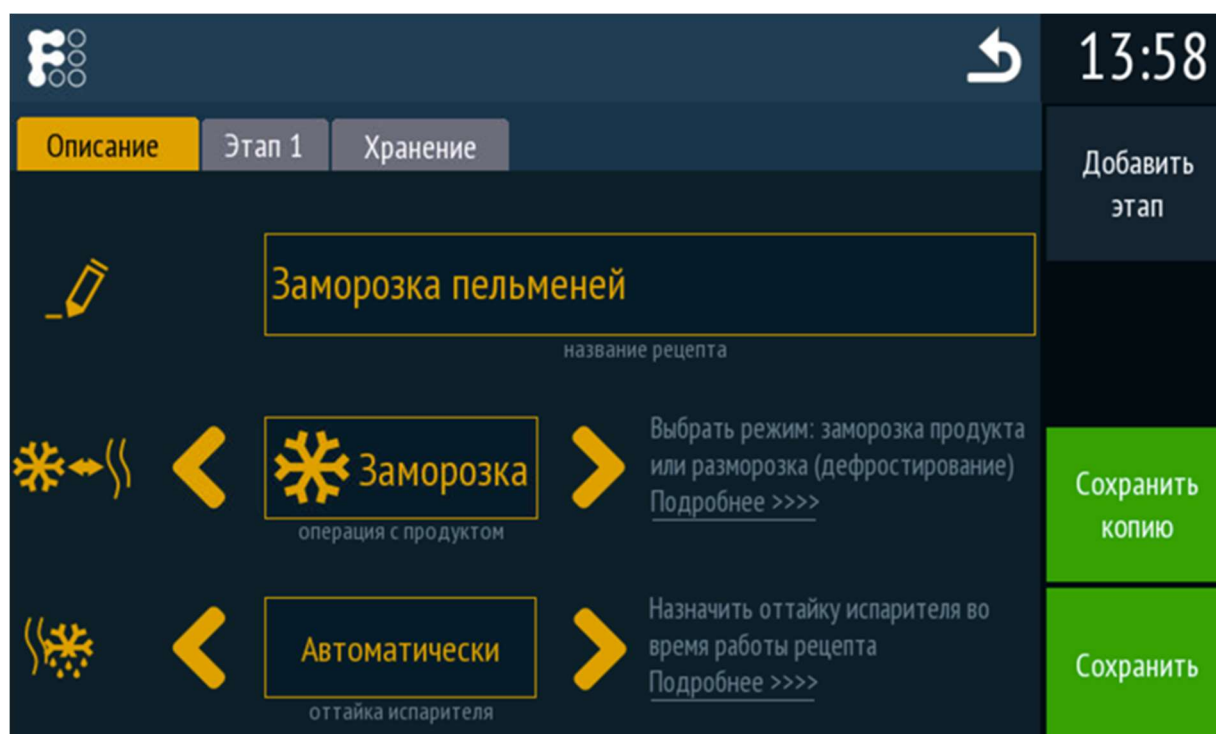 13:58
Описание
Этап 1
Хранение
Добавить
этап
Заморозка пельменей
название рецепта
Заморозка
операция с продуктом
Выбрать режим: заморозка продукта
или разморозка (дефростирование)
Подробнее >>>>
Сохранить
копию
Автоматически
оттайка испарителя
Назначить оттайку испарителя во
время работы рецепта
Подробнее >>>>
Сохранить